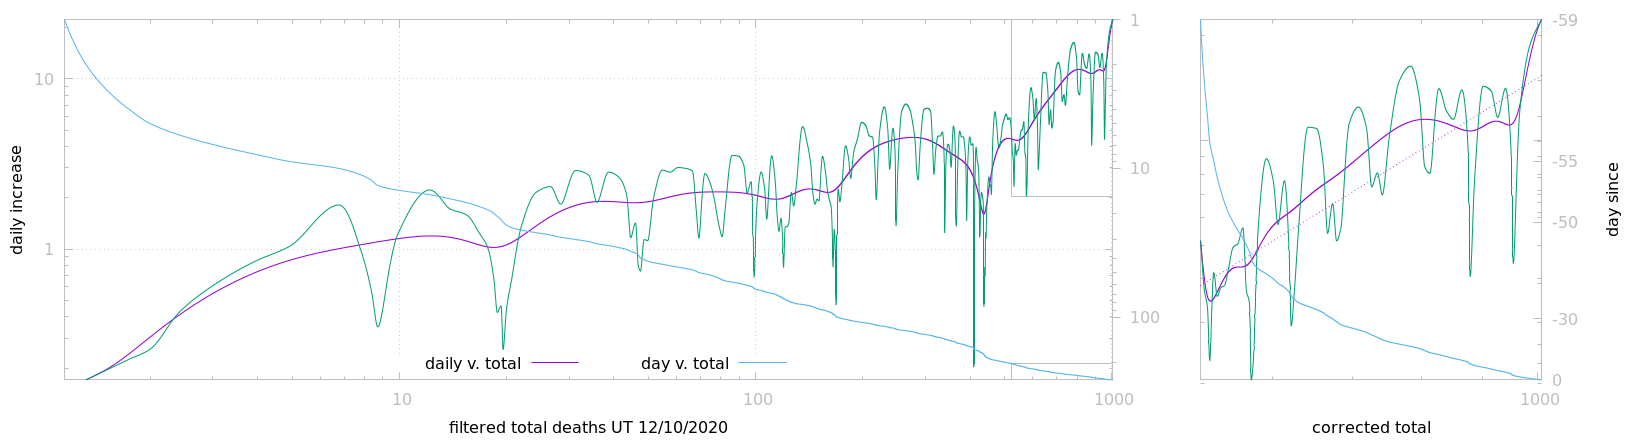 1
-59
10
10
-55
-50
1
100
-30
0
daily increase
day since
daily v. total
day v. total
10
100
1000
1000
filtered total deaths UT 12/10/2020
corrected total